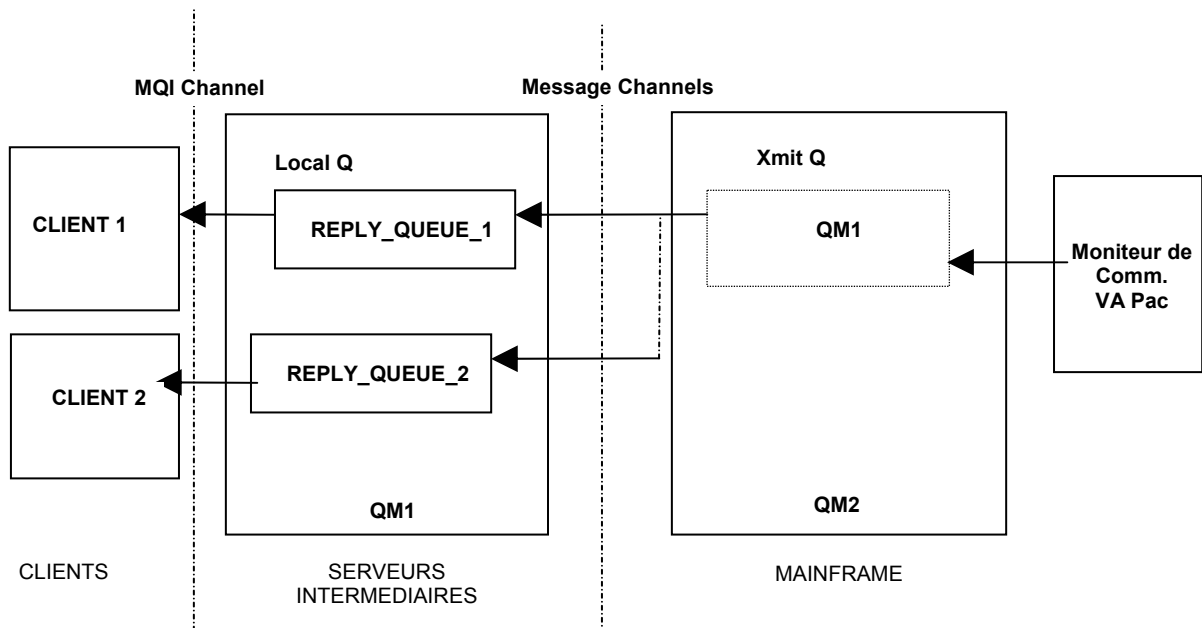 MQI Channel
Message Channels
Local Q
Xmit Q
CLIENT 1
REPLY_QUEUE_1
QM1
Moniteur de
Comm.
VA Pac
CLIENT 2
REPLY_QUEUE_2
QM1
QM2
CLIENTS
SERVEURS
INTERMEDIAIRES
MAINFRAME